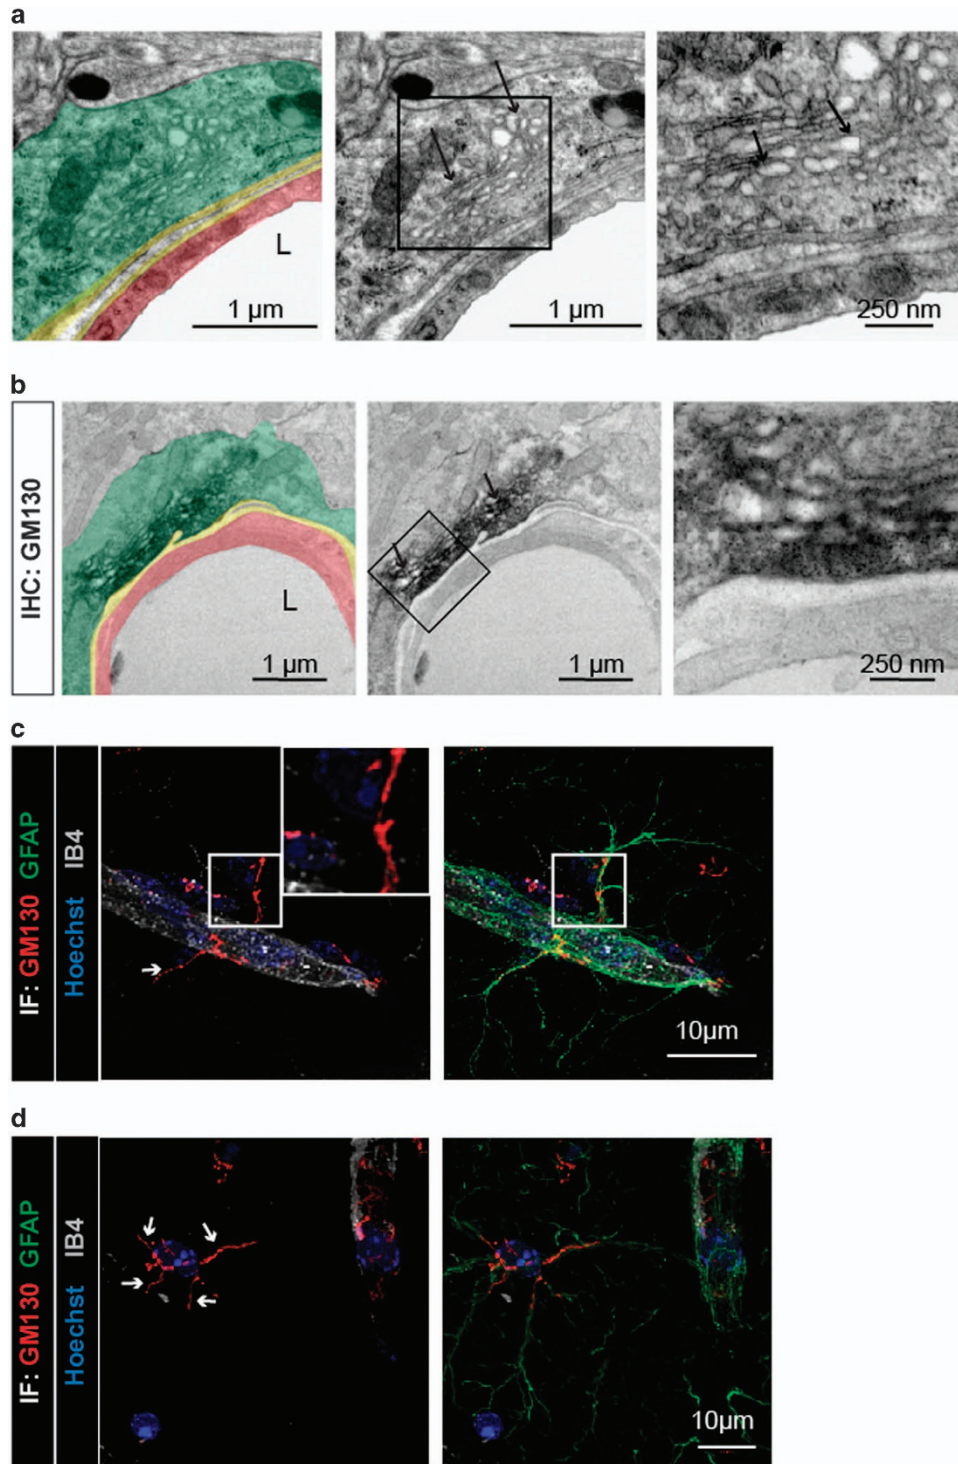 a
L
1 μm
1 μm
250 nm
b
IHC: GM130
L
1 μm
1 μm
250 nm
c
IF: GM130 GFAP
Hoechst IB4
10μm
d
IF: GM130 GFAP
Hoechst IB4
10μm